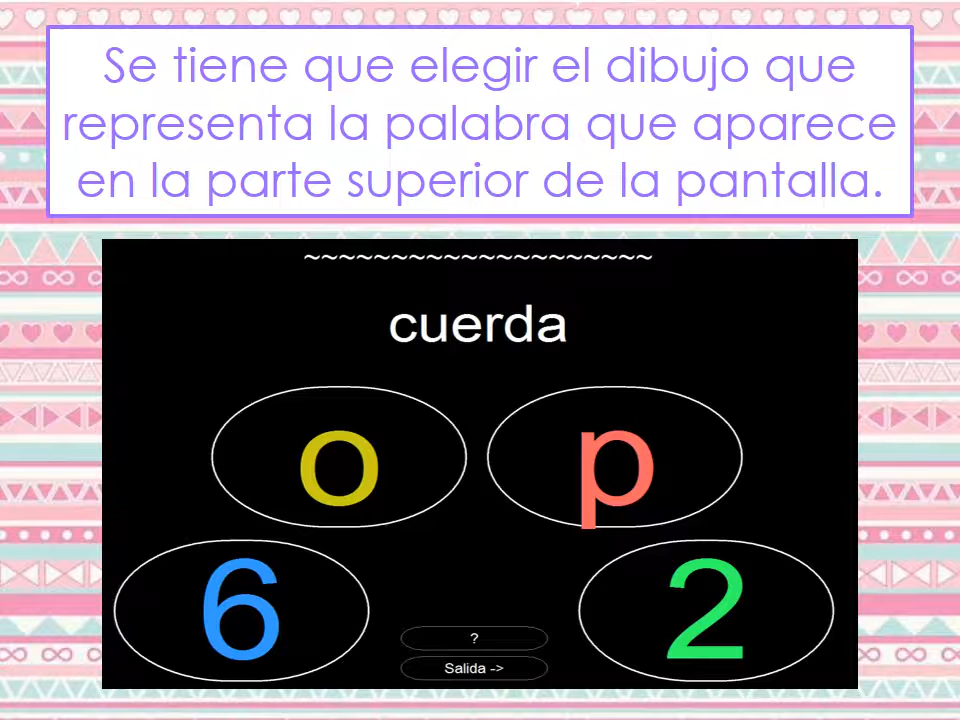 Se tiene que elegir el dibujo que
representa la palabra que aparece
en la parte superior de la pantalla.
~~~~~~~~~~~~~~~~~~~~
cuerda
o p
6 2
?
Salida ->